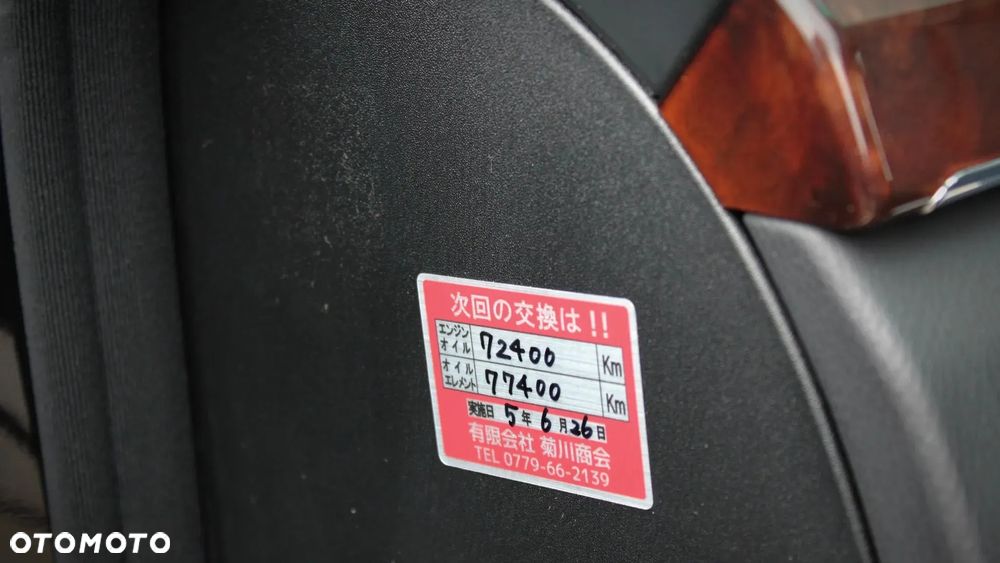 次回の交換は!!
エンジンオイル 72400 Km
オイルエレメント 77400 Km
実施日 5年 6月 26日
有限会社 菊川商会
TEL 0779-66-2139
OTOMOTO